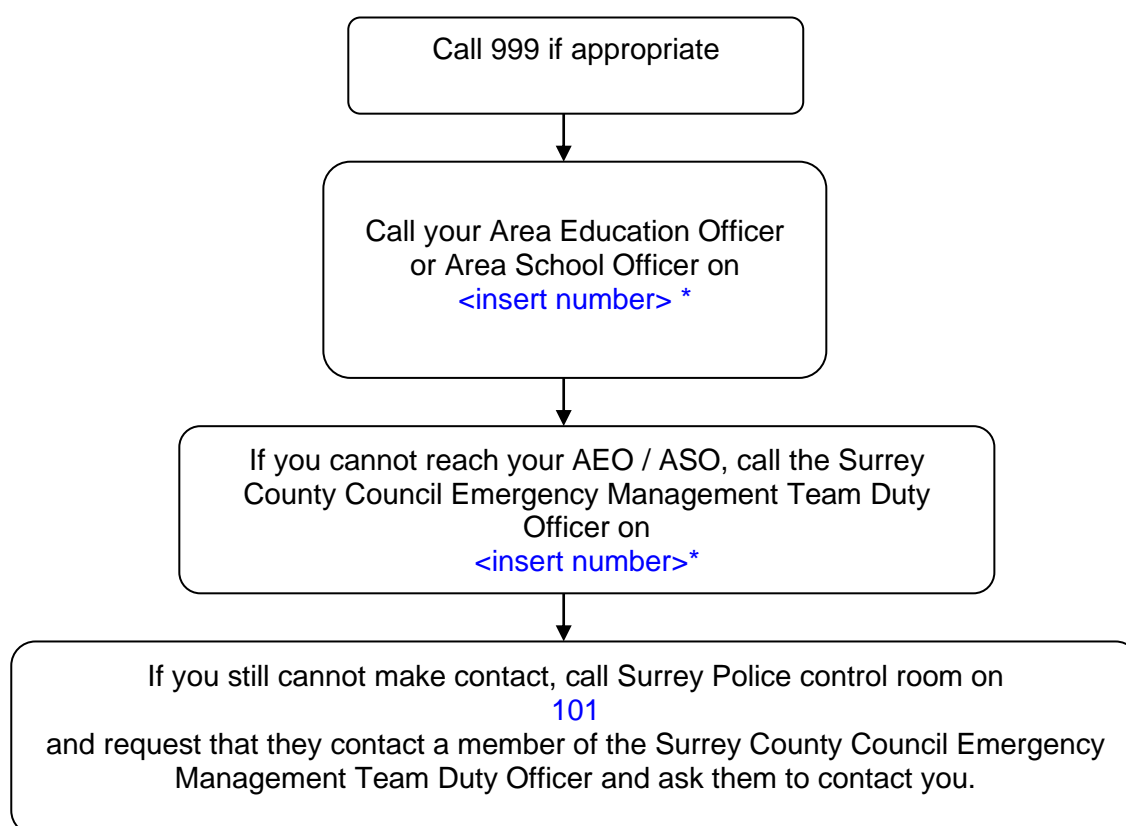 Call 999 if appropriate
Call your Area Education Officer
or Area School Officer on
<insert number> *
If you cannot reach your AEO / ASO, call the Surrey
County Council Emergency Management Team Duty
Officer on
<insert number>*
If you still cannot make contact, call Surrey Police control room on
101
and request that they contact a member of the Surrey County Council Emergency
Management Team Duty Officer and ask them to contact you.